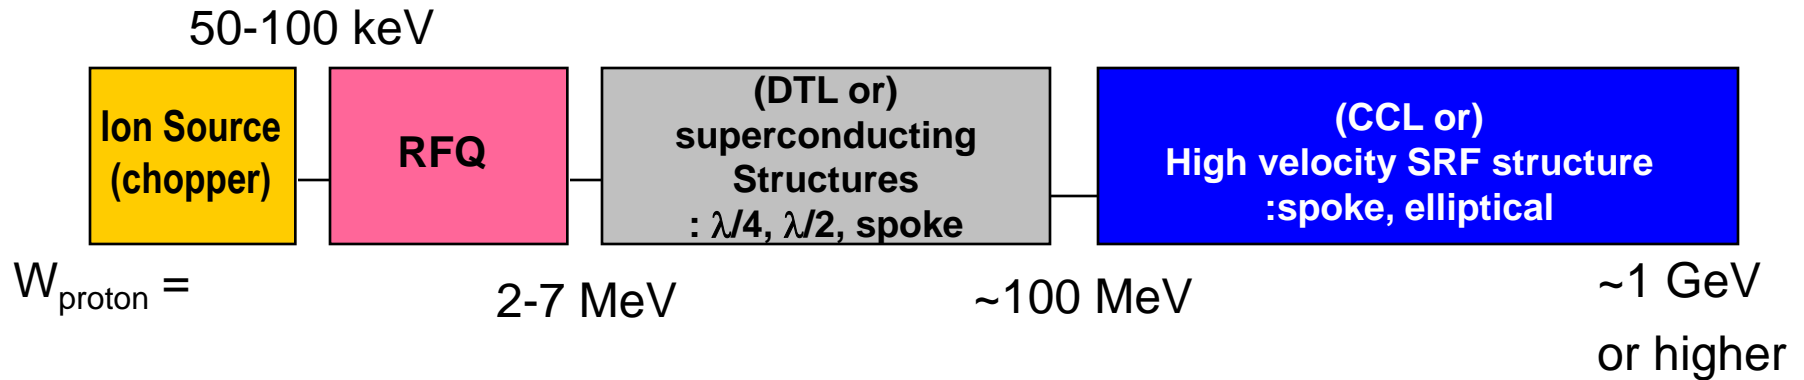 50-100 keV
Ion Source
(chopper)
RFQ
(DTL or)
superconducting
Structures
: λ/4, λ/2, spoke
(CCL or)
High velocity SRF structure
:spoke, elliptical
Wproton =
2-7 MeV
~100 MeV
~1 GeV
or higher